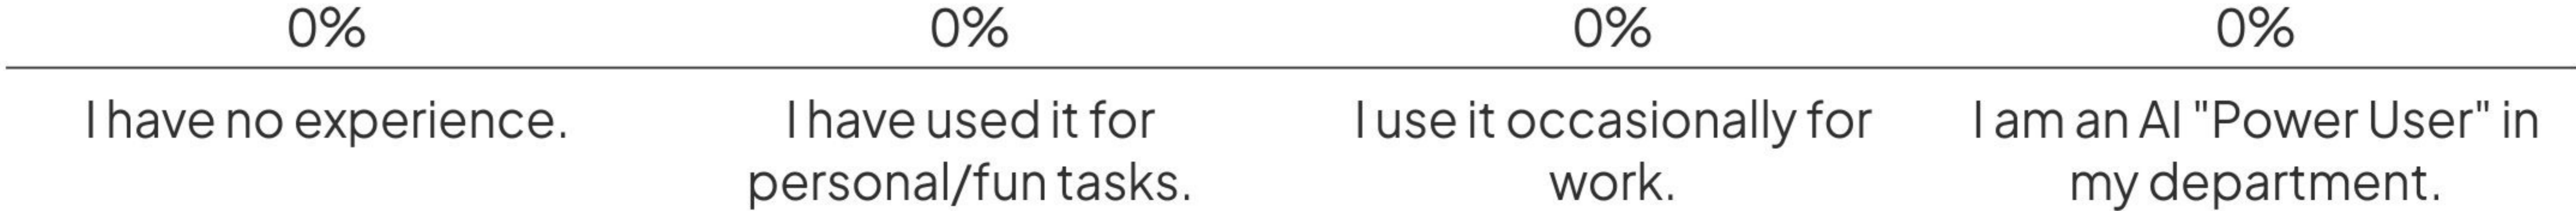 0% 0% 0% 0%
I have no experience. I have used it for I use it occasionally for I am an AI "Power User" in
personal/fun tasks. work. my department.